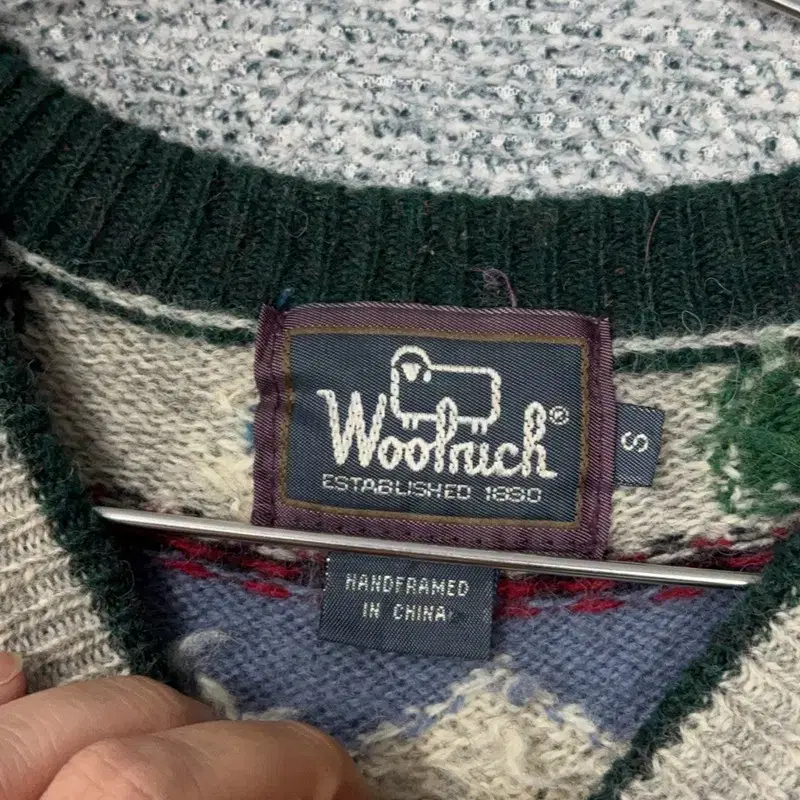 Woolrich®
S
ESTABLISHED 1830
HANDFRAMED
IN CHINA